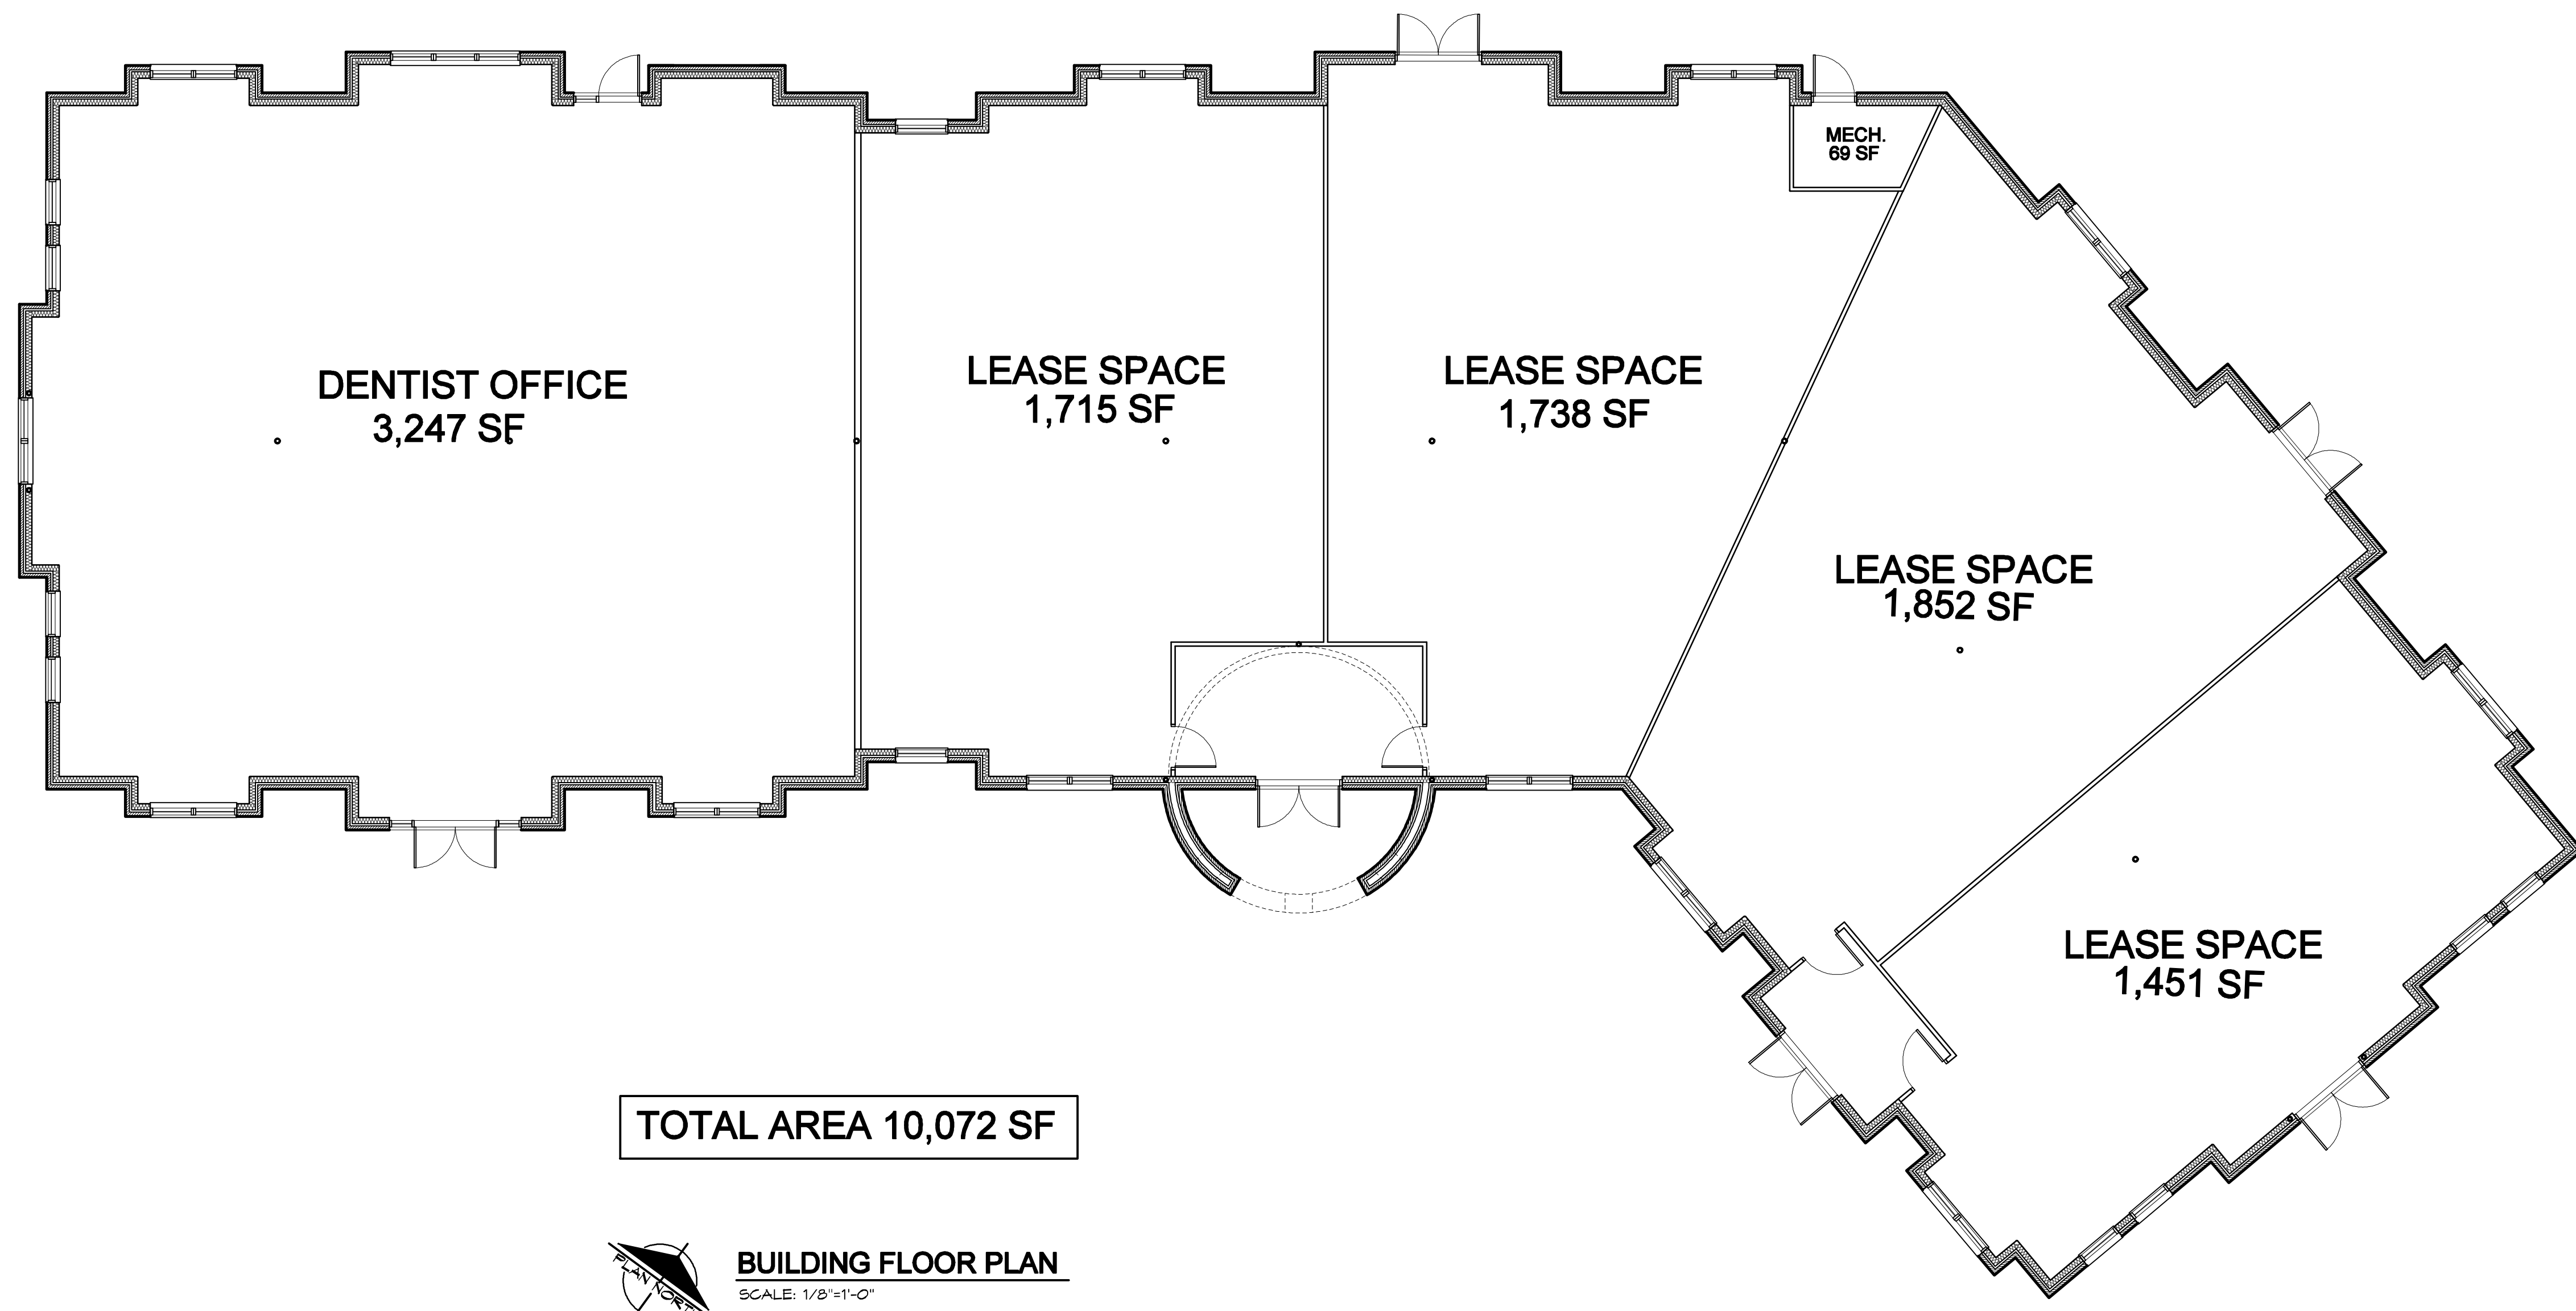 MECH.
69 SF
DENTIST OFFICE
3,247 SF
LEASE SPACE
1,715 SF
LEASE SPACE
1,738 SF
LEASE SPACE
1,852 SF
LEASE SPACE
1,451 SF
TOTAL AREA 10,072 SF
PLAN NORTH
BUILDING FLOOR PLAN
SCALE: 1/8"=1'-0"